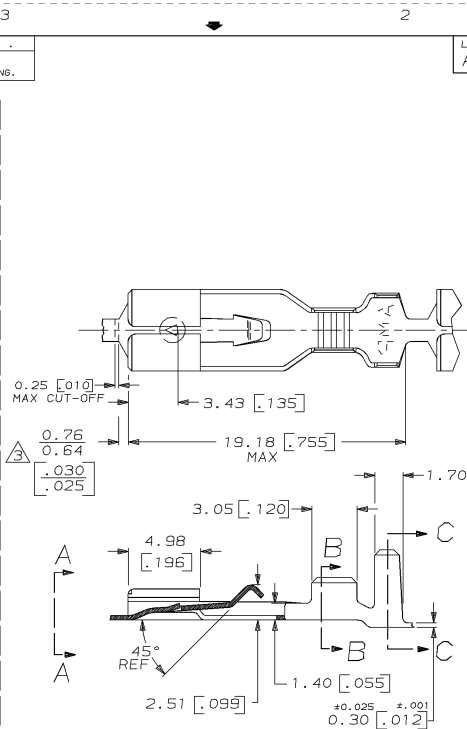 3
2
NG.
L
A
AMP
0.25 [.010]
MAX CUT-OFF
3.43 [.135]
3
0.76
0.64
[.030
.025]
19.18 [.755]
MAX
1.70
3.05 [.120]
4.98
[.196]
A
A
B
B
C
C
45°
REF
2.51 [.099]
1.40 [.055]
±0.025 ±.001
0.30 [.012]